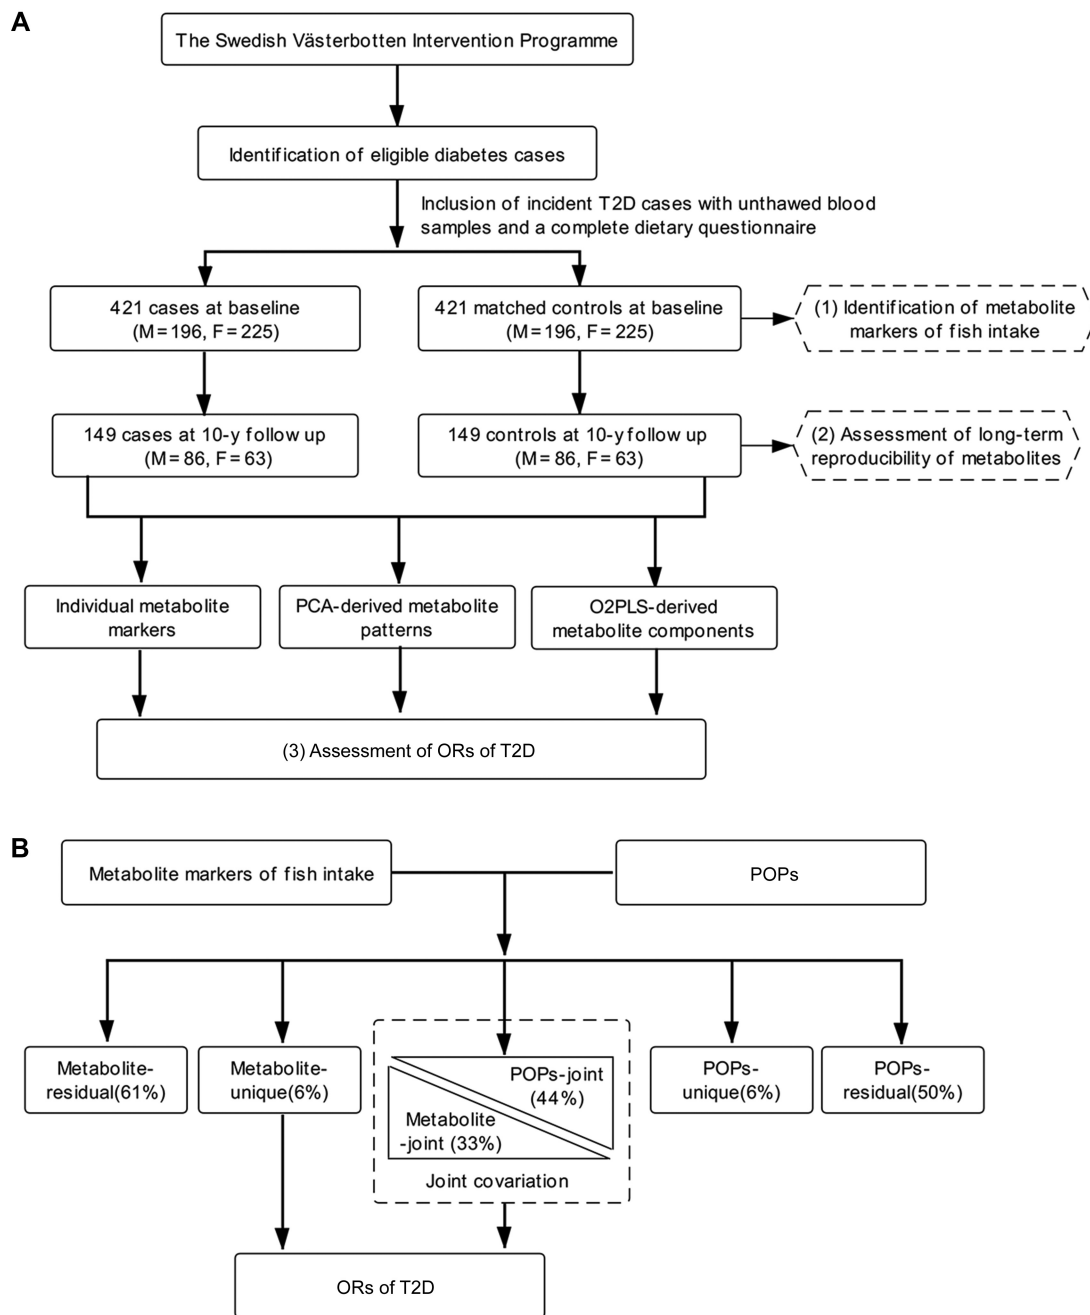 A
The Swedish Västerbotten Intervention Programme
Identification of eligible diabetes cases
Inclusion of incident T2D cases with unthawed blood
samples and a complete dietary questionnaire
421 cases at baseline
(M=196, F=225)
421 matched controls at baseline
(M=196, F=225)
(1) Identification of metabolite
markers of fish intake
149 cases at 10-y follow up
(M=86, F=63)
149 controls at 10-y follow up
(M=86, F=63)
(2) Assessment of long-term
reproducibility of metabolites
Individual metabolite
markers
PCA-derived metabolite
patterns
O2PLS-derived
metabolite components
(3) Assessment of ORs of T2D
B
Metabolite markers of fish intake
POPs
Metabolite-
residual(61%)
Metabolite-
unique(6%)
POPs-joint
(44%)
Metabolite
-joint (33%)
Joint covariation
POPs-
unique(6%)
POPs-
residual(50%)
ORs of T2D